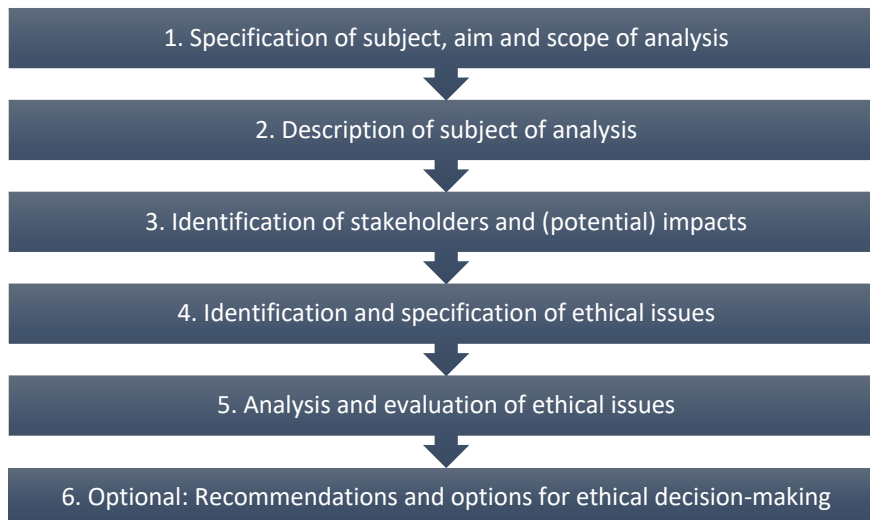 1. Specification of subject, aim and scope of analysis
2. Description of subject of analysis
3. Identification of stakeholders and (potential) impacts
4. Identification and specification of ethical issues
5. Analysis and evaluation of ethical issues
6. Optional: Recommendations and options for ethical decision-making